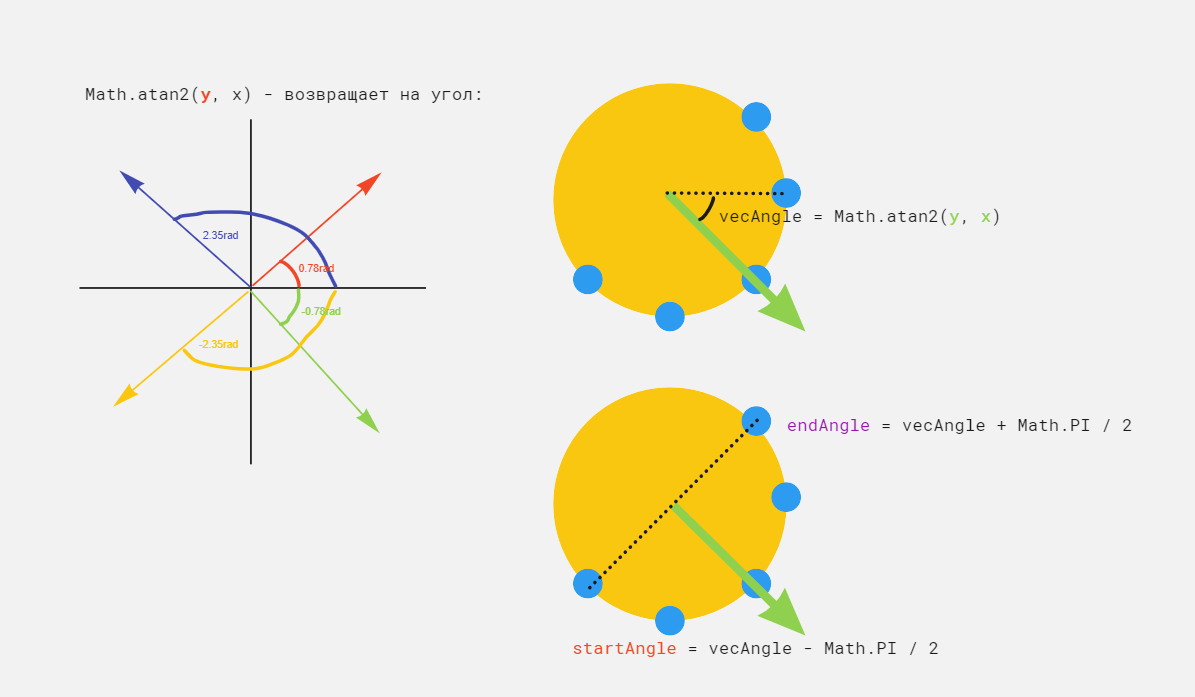 Math.atan2(y, x) - возвращает на угол:
2.35rad
0.78rad
-0.78rad
-2.35rad
vecAngle = Math.atan2(y, x)
endAngle = vecAngle + Math.PI / 2
startAngle = vecAngle - Math.PI / 2